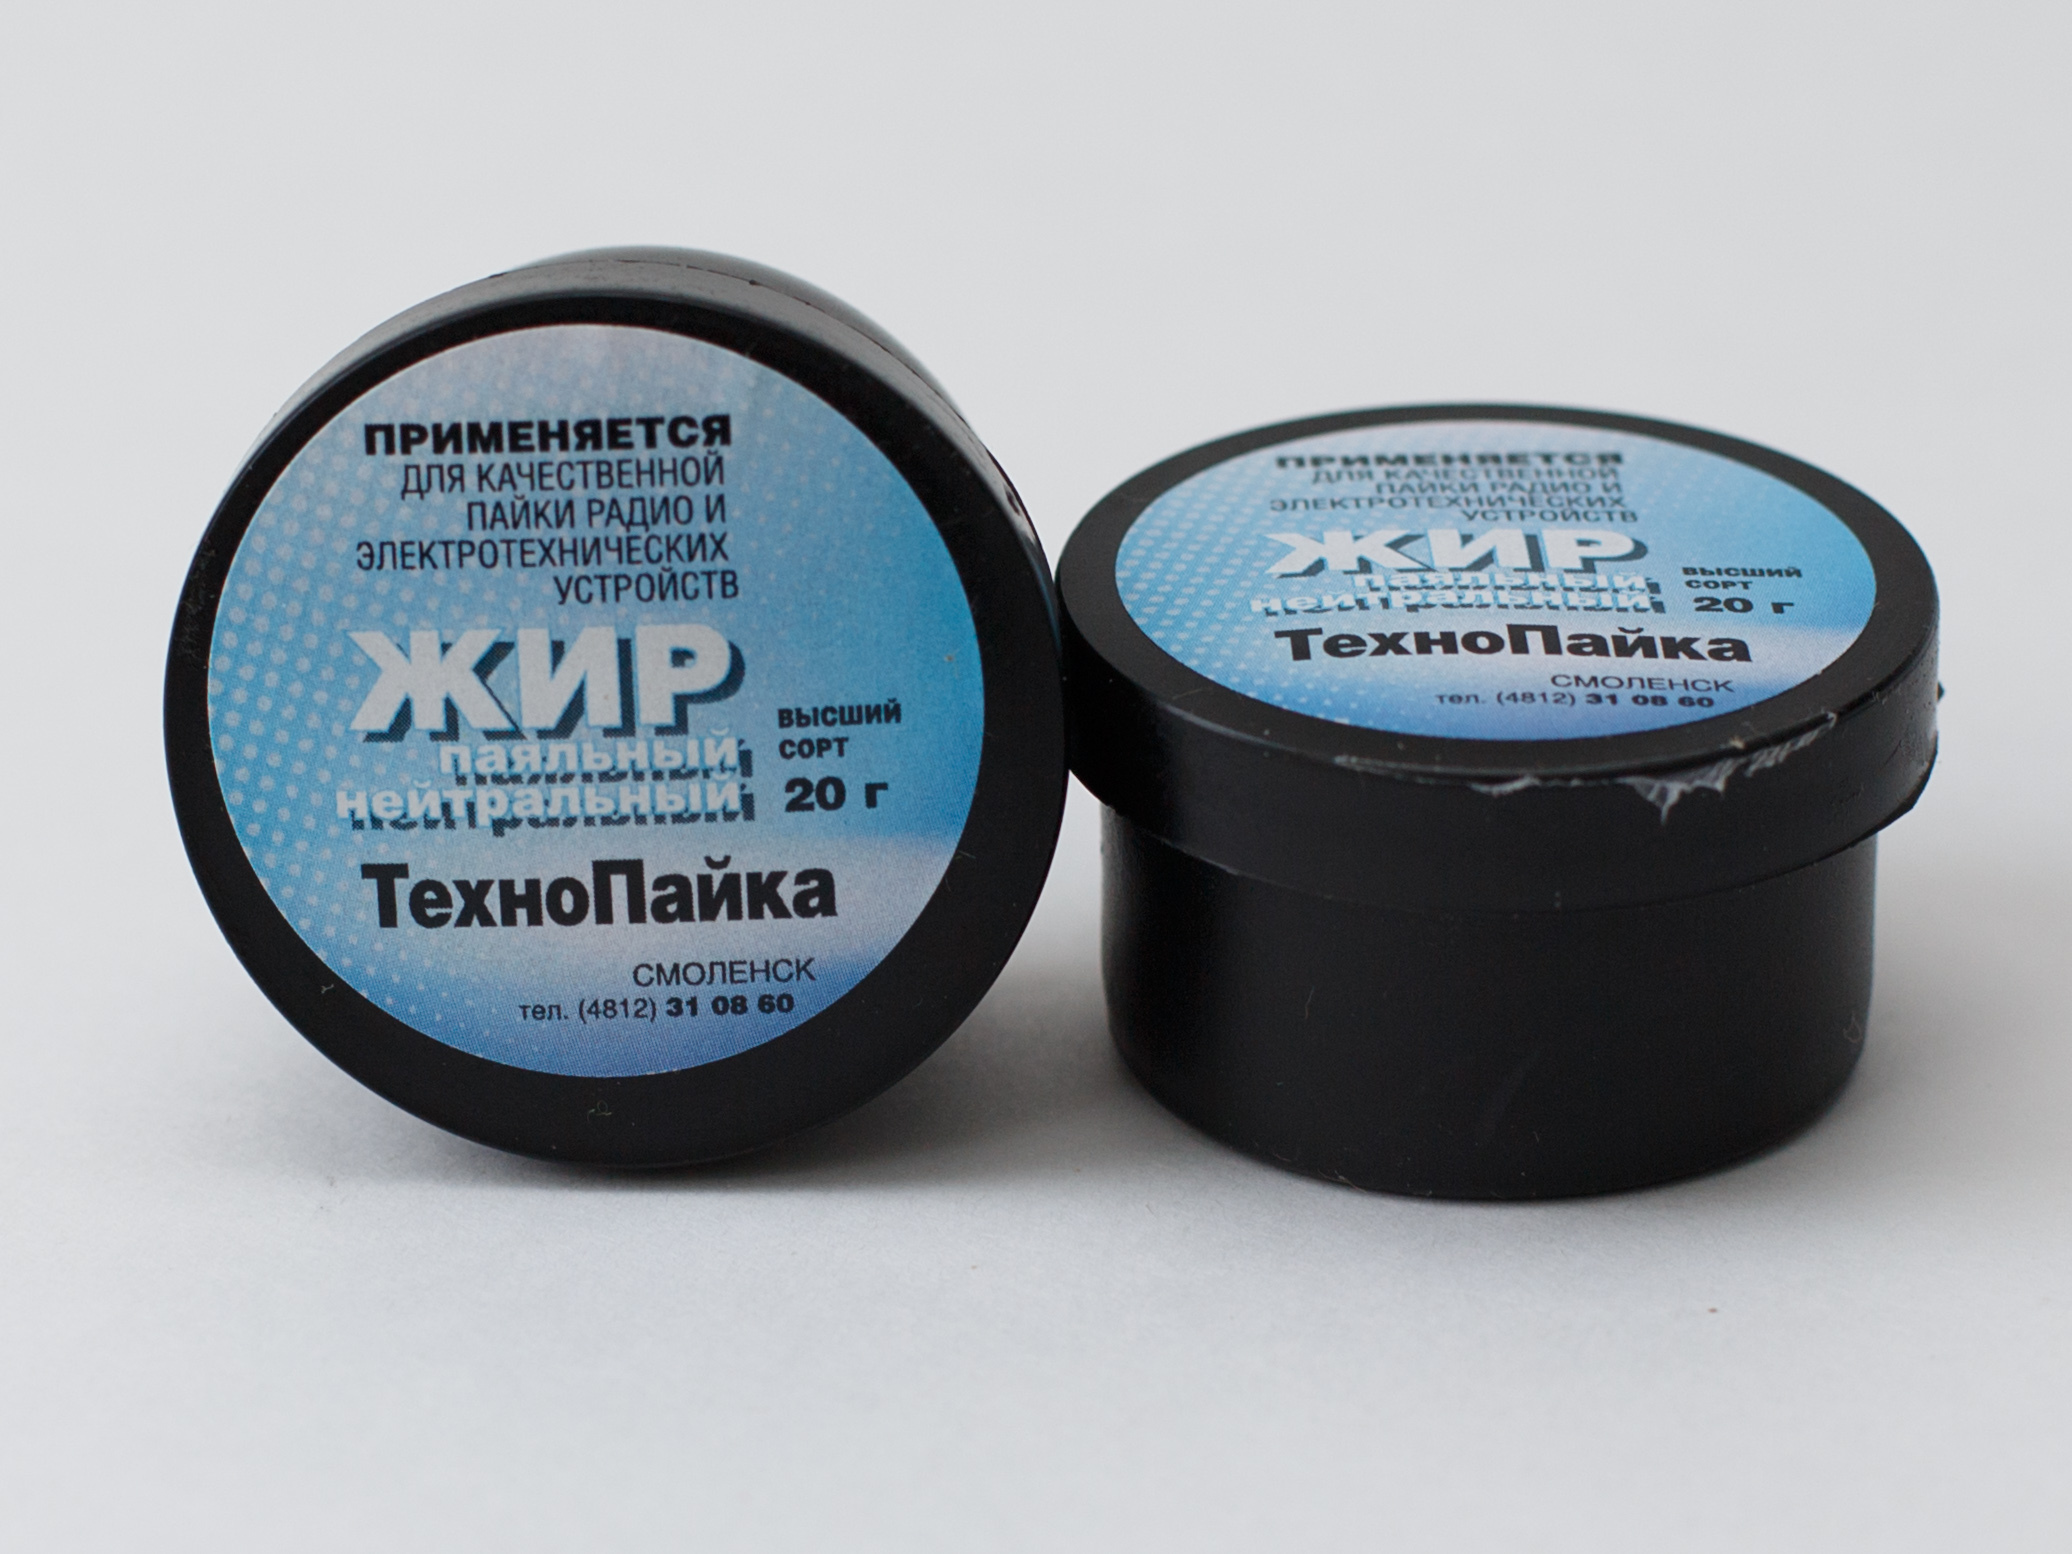 ПРИМЕНЯЕТСЯ
ДЛЯ КАЧЕСТВЕННОЙ
ПАЙКИ РАДИО И
ЭЛЕКТРОТЕХНИЧЕСКИХ
УСТРОЙСТВ
ЖИР
паяльный
нейтральный
ВЫСШИЙ
СОРТ
20 г
ТехноПайка
СМОЛЕНСК
тел. (4812) 31 08 60
ПРИМЕНЯЕТСЯ
ДЛЯ КАЧЕСТВЕННОЙ
ПАЙКИ РАДИО И
ЭЛЕКТРОТЕХНИЧЕСКИХ
УСТРОЙСТВ
ЖИР
паяльный
нейтральный
ВЫСШИЙ
СОРТ
20 г
ТехноПайка
СМОЛЕНСК
тел. (4812) 31 08 60